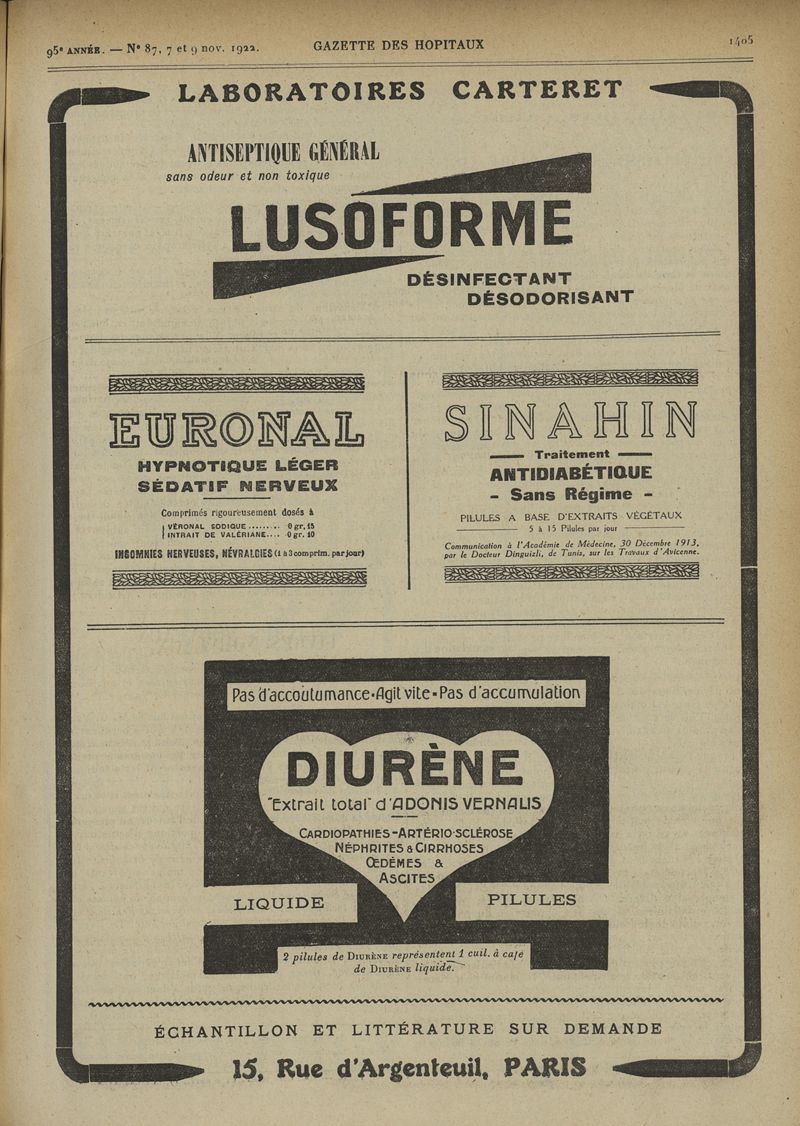 95e ANNÉE. — No 87, 7 et 9 nov. 1922.
GAZETTE DES HOPITAUX
1405
LABORATOIRES CARTERET
ANTISEPTIQUE GÉNÉRAL
sans odeur et non toxique
LUSOFORME
DÉSINFECTANT
DÉSODORISANT
EURONAL
HYPNOTIQUE LÉGER
SÉDATIF NERVEUX
Comprimés rigoureusement dosés à
VÉRONAL SODIQUE......... 0 gr. 15
INTRAIT DE VALÉRIANE.... 0 gr. 10
INSOMNIES NERVEUSES, NÉVRALGIES (1 à 3 comprim. par jour)
SINAHIN
Traitement
ANTIDIABÉTIQUE
- Sans Régime -
PILULES A BASE D'EXTRAITS VÉGÉTAUX
5 à 15 Pilules par jour
Communication à l'Académie de Médecine, 30 Décembre 1913,
par le Docteur Dinguizli, de Tunis, sur les Travaux d'Avicenne.
Pas d'accoutumance - Agit vite - Pas d'accumulation
DIURÈNE
"Extrait total" d'ADONIS VERNALIS
CARDIOPATHIES - ARTÉRIO-SCLÉROSE
NÉPHRITES & CIRRHOSES
ŒDÉMES &
ASCITES
LIQUIDE
PILULES
2 pilules de DIURÈNE représentent 1 cuil. à café
de DIURÈNE liquide.
ÉCHANTILLON ET LITTÉRATURE SUR DEMANDE
15, Rue d'Argenteuil, PARIS